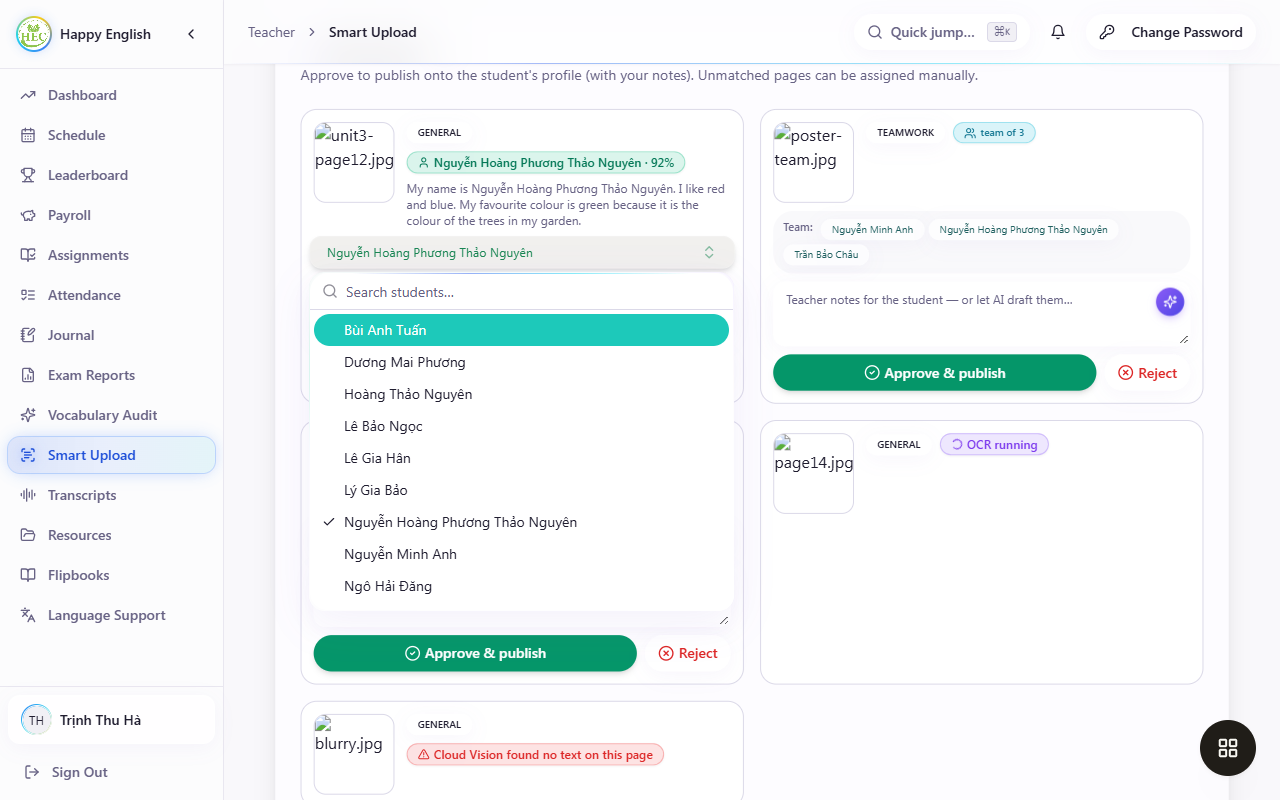 HEC
Happy English
Teacher
Smart Upload
Quick jump...
⌘K
Change Password
Dashboard
Schedule
Leaderboard
Payroll
Assignments
Attendance
Journal
Exam Reports
Vocabulary Audit
Smart Upload
Transcripts
Resources
Flipbooks
Language Support
TH
Trịnh Thu Hà
Sign Out
Approve to publish onto the student's profile (with your notes). Unmatched pages can be assigned manually.
unit3-
page12.jpg
GENERAL
Nguyễn Hoàng Phương Thảo Nguyên · 92%
My name is Nguyễn Hoàng Phương Thảo Nguyên. I like red
and blue. My favourite colour is green because it is the
colour of the trees in my garden.
Nguyễn Hoàng Phương Thảo Nguyên
Search students...
Bùi Anh Tuấn
Dương Mai Phương
Hoàng Thảo Nguyên
Lê Bảo Ngọc
Lê Gia Hân
Lý Gia Bảo
Nguyễn Hoàng Phương Thảo Nguyên
Nguyễn Minh Anh
Ngô Hải Đăng
Approve & publish
Reject
poster-
team.jpg
TEAMWORK
team of 3
Team:
Nguyễn Minh Anh
Nguyễn Hoàng Phương Thảo Nguyên
Trần Bảo Châu
Teacher notes for the student — or let AI draft them...
Approve & publish
Reject
page14.jpg
GENERAL
OCR running
blurry.jpg
GENERAL
Cloud Vision found no text on this page